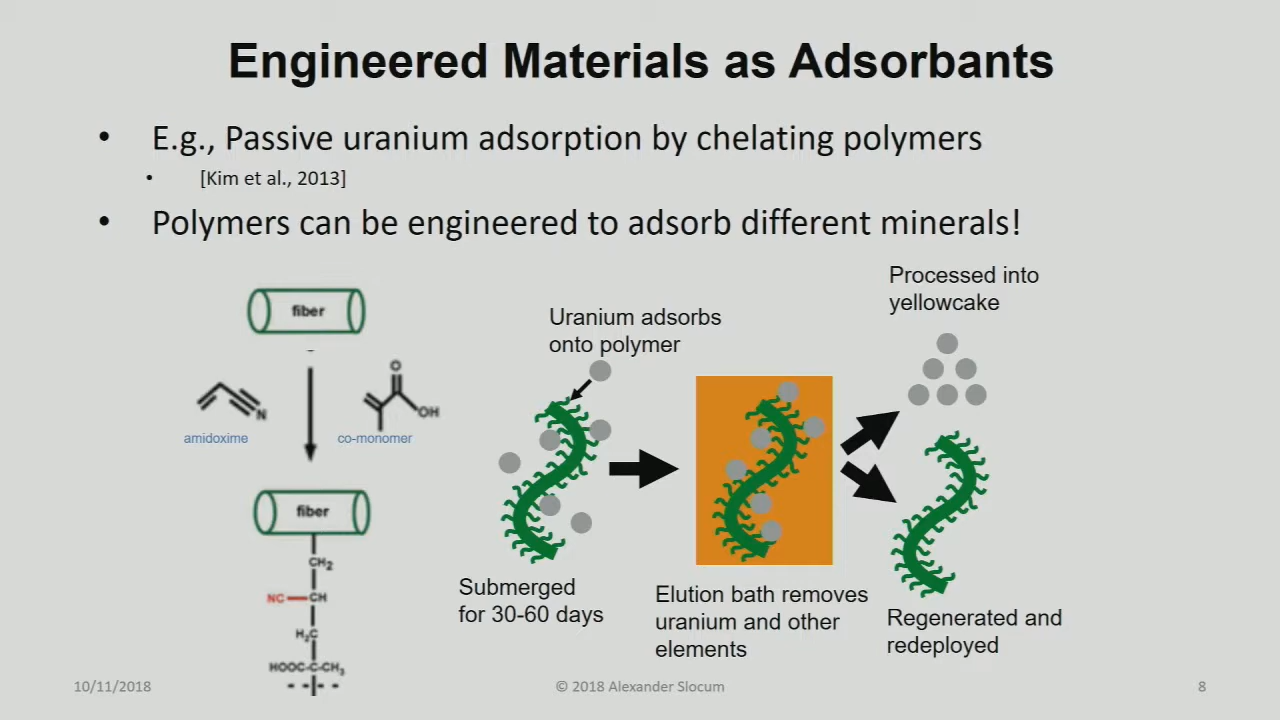 Engineered Materials as Adsorbants
• E.g., Passive uranium adsorption by chelating polymers
• [Kim et al., 2013]
• Polymers can be engineered to adsorb different minerals!
fiber
N
amidoxime
O
OH
co-monomer
fiber
CH₂
NC CH
H₂C
HOOC-C-CH₃
Uranium adsorbs
onto polymer
Submerged
for 30-60 days
Elution bath removes
uranium and other
elements
Processed into
yellowcake
Regenerated and
redeployed
10/11/2018
© 2018 Alexander Slocum
8